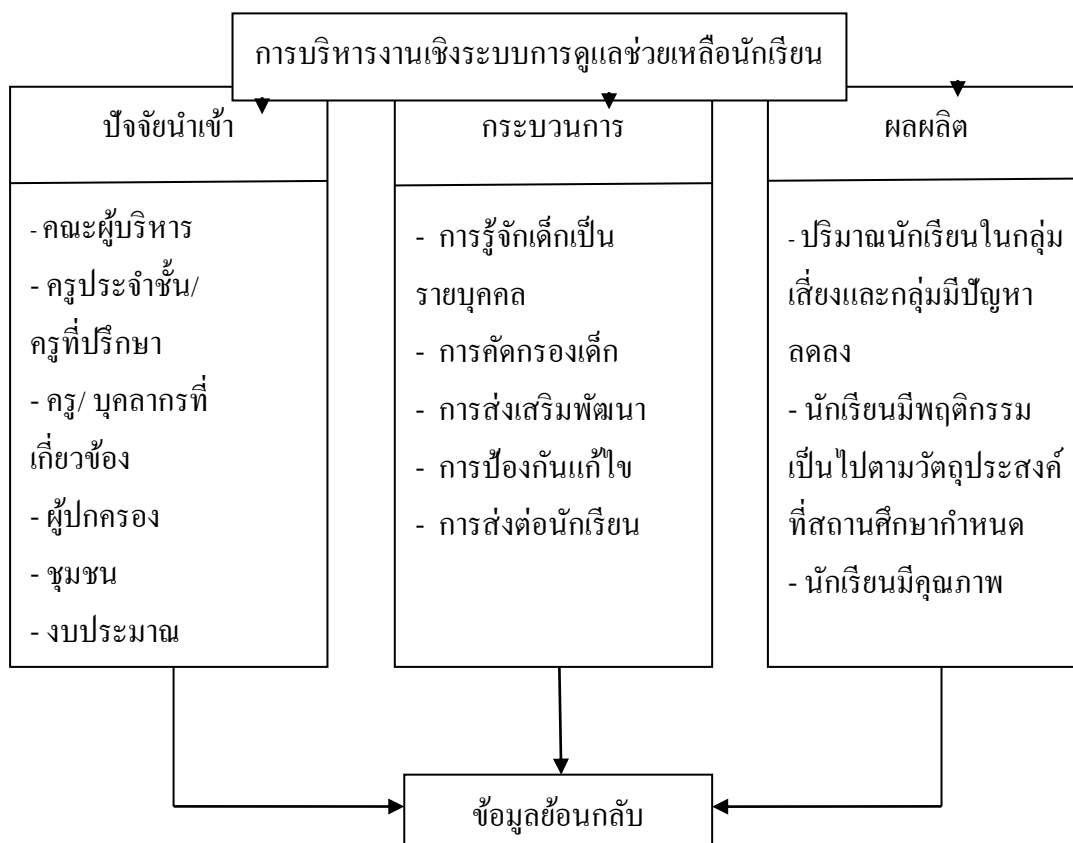 การบริหารงานเชิงระบบการดูแลช่วยเหลือนักเรียน
ปัจจัยนำเข้า
- คณะผู้บริหาร
- ครูประจำชั้น/
ครูที่ปรึกษา
- ครู/ บุคลากรที่
เกี่ยวข้อง
- ผู้ปกครอง
- ชุมชน
- งบประมาณ
กระบวนการ
- การรู้จักเด็กเป็น
รายบุคคล
- การคัดกรองเด็ก
- การส่งเสริมพัฒนา
- การป้องกันแก้ไข
- การส่งต่อนักเรียน
ผลผลิต
- ปริมาณนักเรียนในกลุ่ม
เสี่ยงและกลุ่มมีปัญหา
ลดลง
- นักเรียนมีพฤติกรรม
เป็นไปตามวัตถุประสงค์
ที่สถานศึกษากำหนด
- นักเรียนมีคุณภาพ
ข้อมูลย้อนกลับ